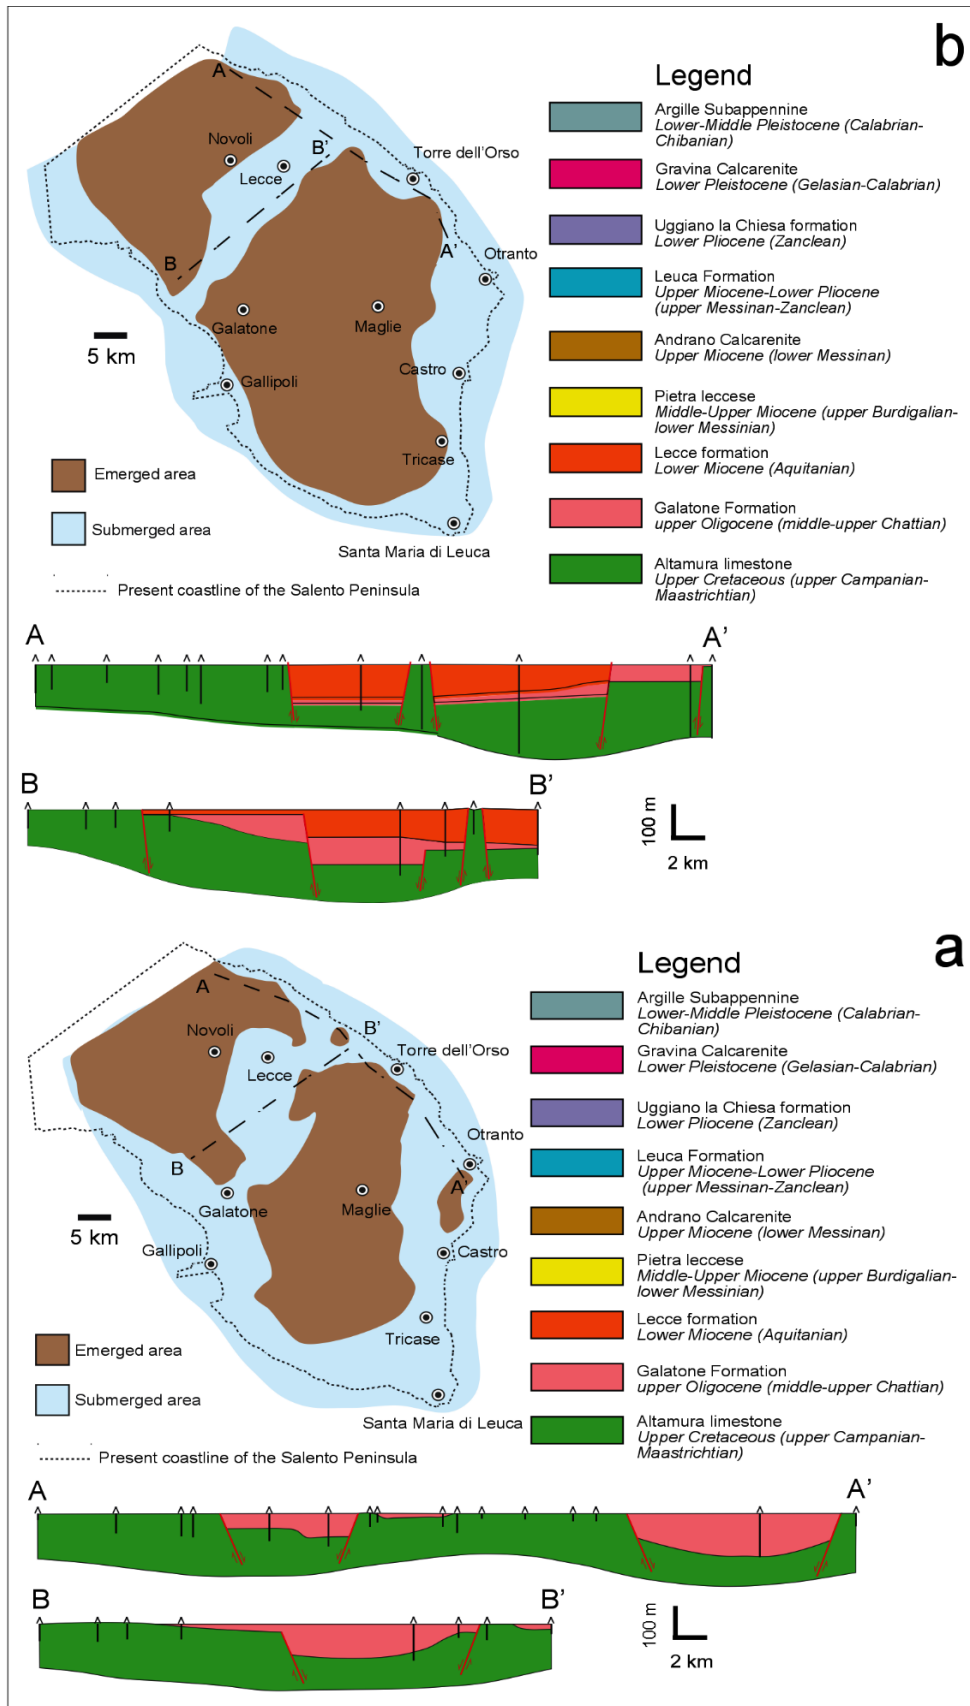 b
Legend
Argille Subappennine
Lower-Middle Pleistocene (Calabrian-
Chibanian)
Gravina Calcarenite
Lower Pleistocene (Gelasian-Calabrian)
Uggiano la Chiesa formation
Lower Pliocene (Zanclean)
Leuca Formation
Upper Miocene-Lower Pliocene
(upper Messinan-Zanclean)
Andrano Calcarenite
Upper Miocene (lower Messinan)
Pietra leccese
Middle-Upper Miocene (upper Burdigalian-
lower Messinian)
Lecce formation
Lower Miocene (Aquitanian)
Galatone Formation
upper Oligocene (middle-upper Chattian)
Altamura limestone
Upper Cretaceous (upper Campanian-
Maastrichtian)
A
Novoli
Lecce
B'
Torre dell'Orso
A'
Otranto
B
Galatone
Maglie
5 km
Castro
Gallipoli
Tricase
Emerged area
Submerged area
Santa Maria di Leuca
Present coastline of the Salento Peninsula
A
A'
B
B'
100 m
2 km
a
Legend
Argille Subappennine
Lower-Middle Pleistocene (Calabrian-
Chibanian)
Gravina Calcarenite
Lower Pleistocene (Gelasian-Calabrian)
Uggiano la Chiesa formation
Lower Pliocene (Zanclean)
Leuca Formation
Upper Miocene-Lower Pliocene
(upper Messinan-Zanclean)
Andrano Calcarenite
Upper Miocene (lower Messinan)
Pietra leccese
Middle-Upper Miocene (upper Burdigalian-
lower Messinian)
Lecce formation
Lower Miocene (Aquitanian)
Galatone Formation
upper Oligocene (middle-upper Chattian)
Altamura limestone
Upper Cretaceous (upper Campanian-
Maastrichtian)
A
Novoli
B'
Lecce
Torre dell'Orso
Otranto
B
A'
Galatone
Maglie
5 km
Gallipoli
Castro
Tricase
Emerged area
Submerged area
Santa Maria di Leuca
Present coastline of the Salento Peninsula
A
A'
B
B'
100 m
2 km